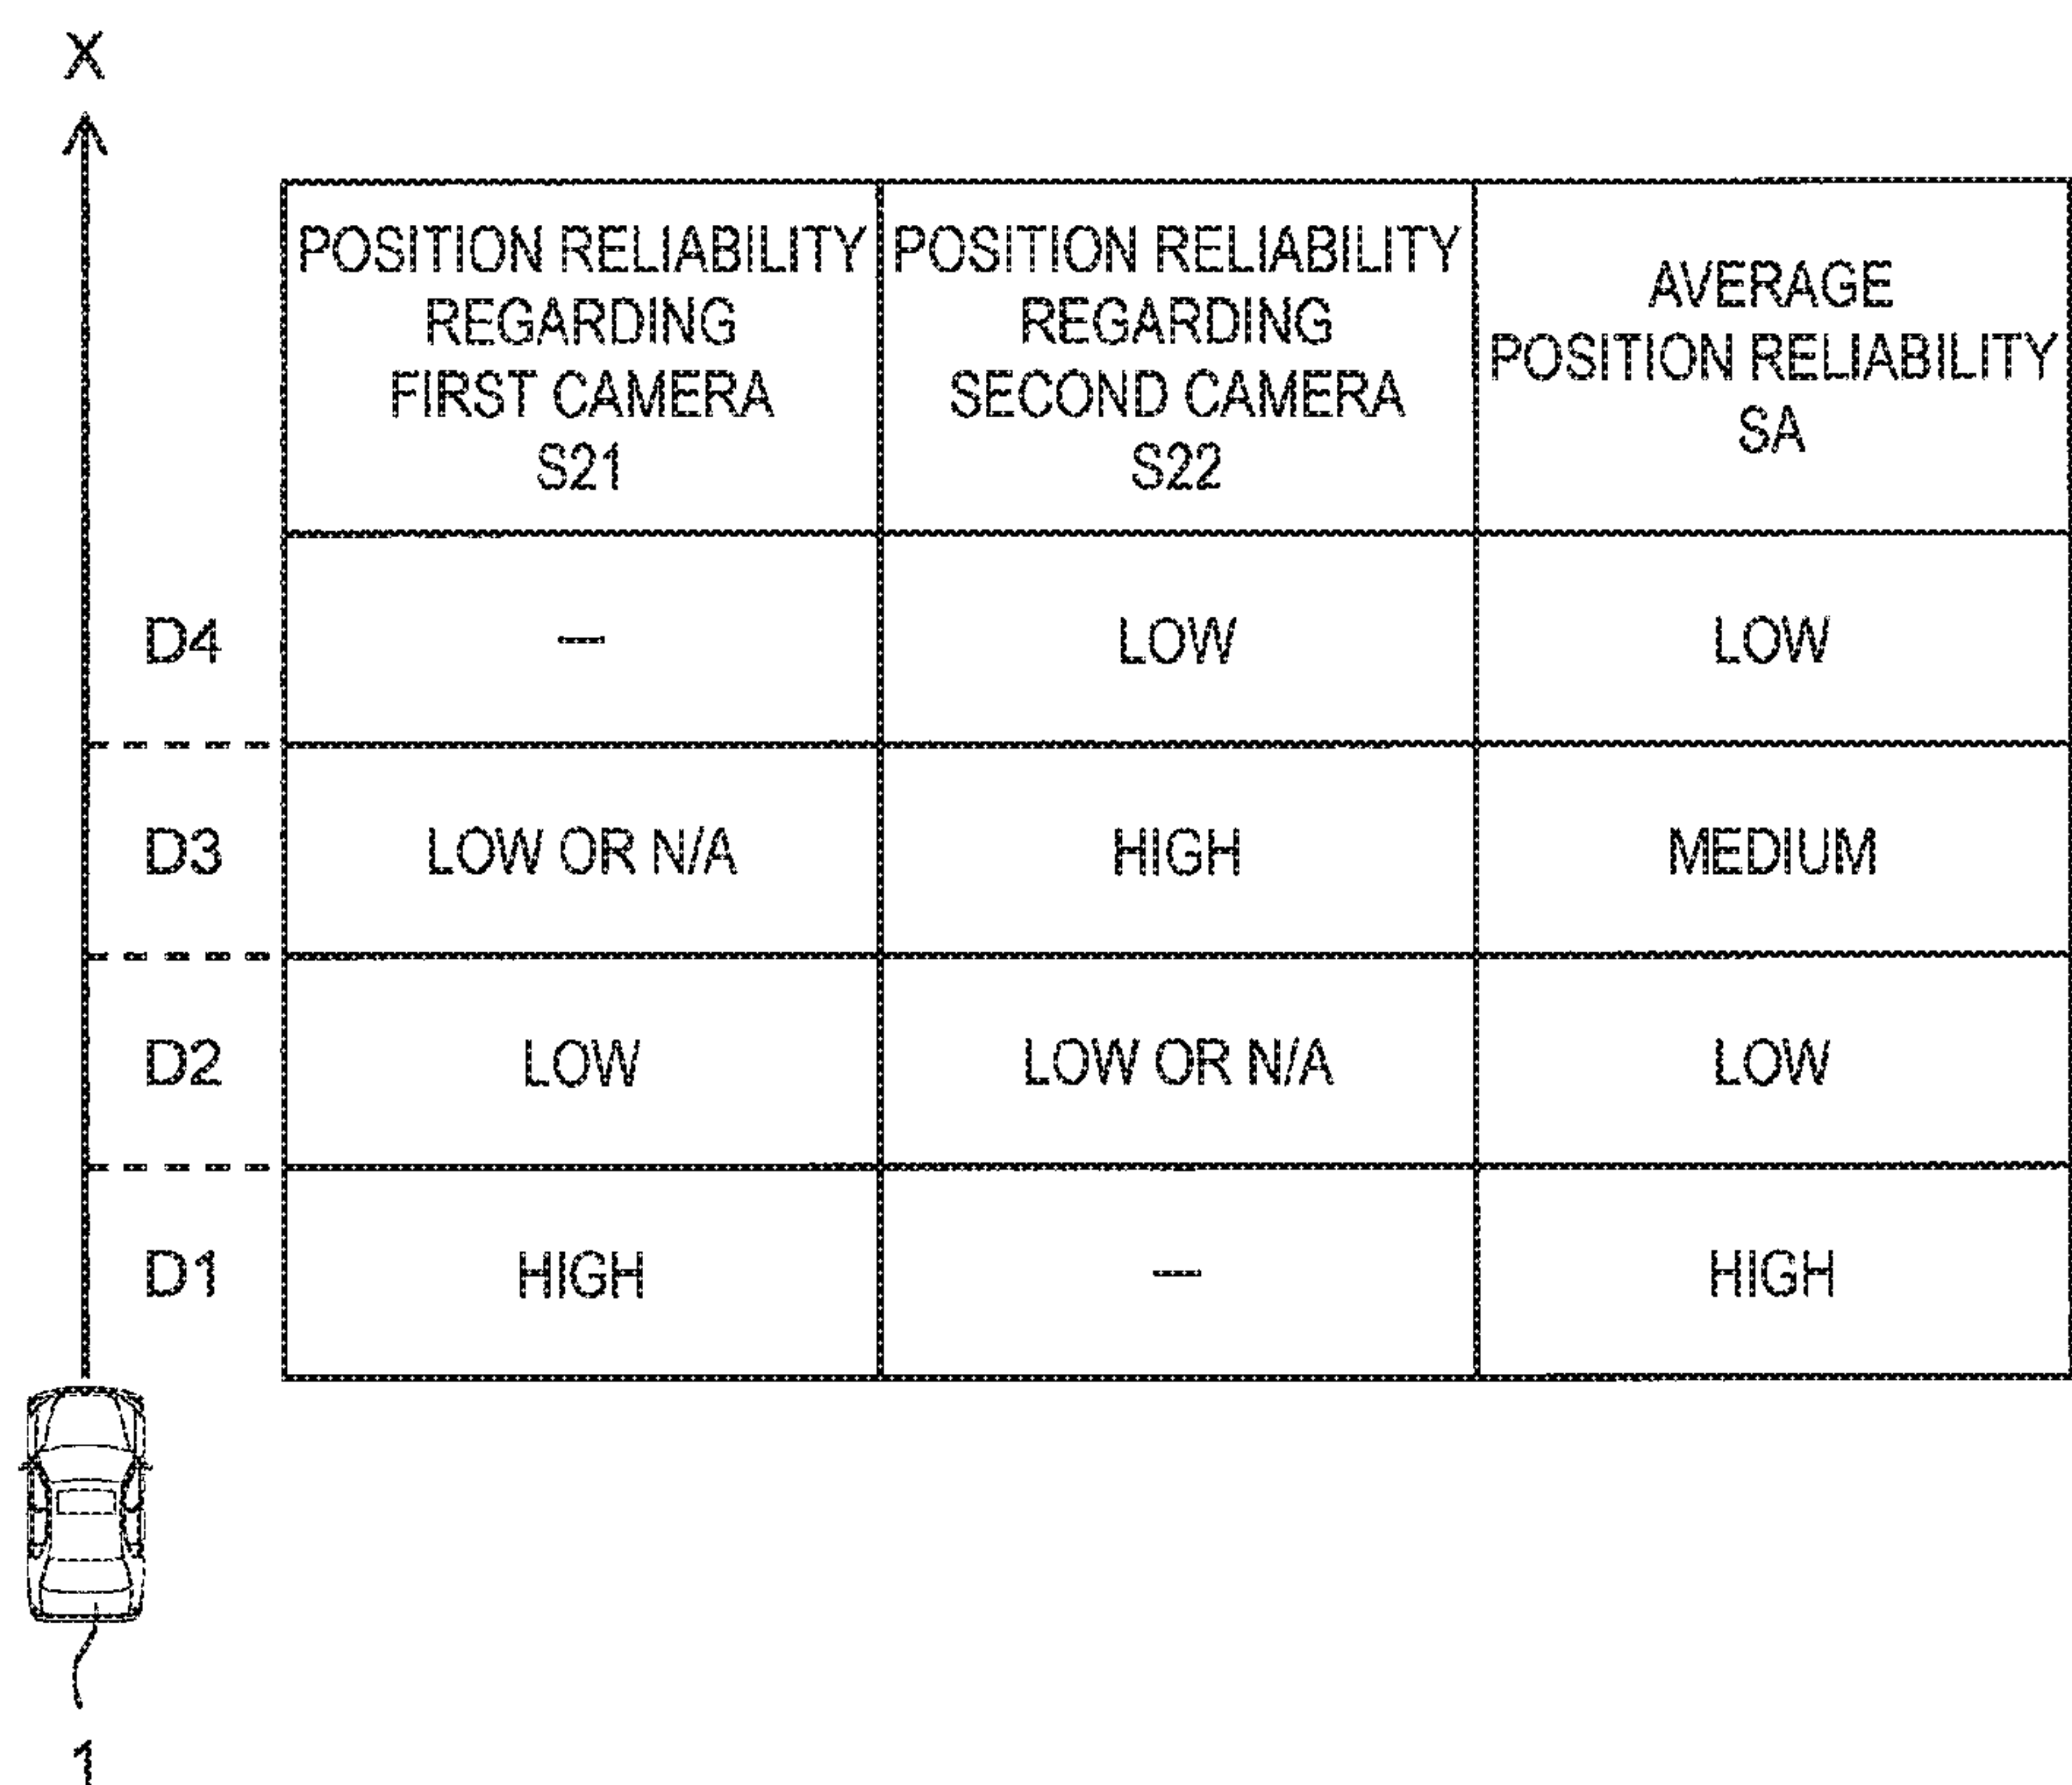 X
POSITION RELIABILITY
REGARDING
FIRST CAMERA
S21
POSITION RELIABILITY
REGARDING
SECOND CAMERA
S22
AVERAGE
POSITION RELIABILITY
SA
D4
—
LOW
LOW
D3
LOW OR N/A
HIGH
MEDIUM
D2
LOW
LOW OR N/A
LOW
D1
HIGH
—
HIGH
1